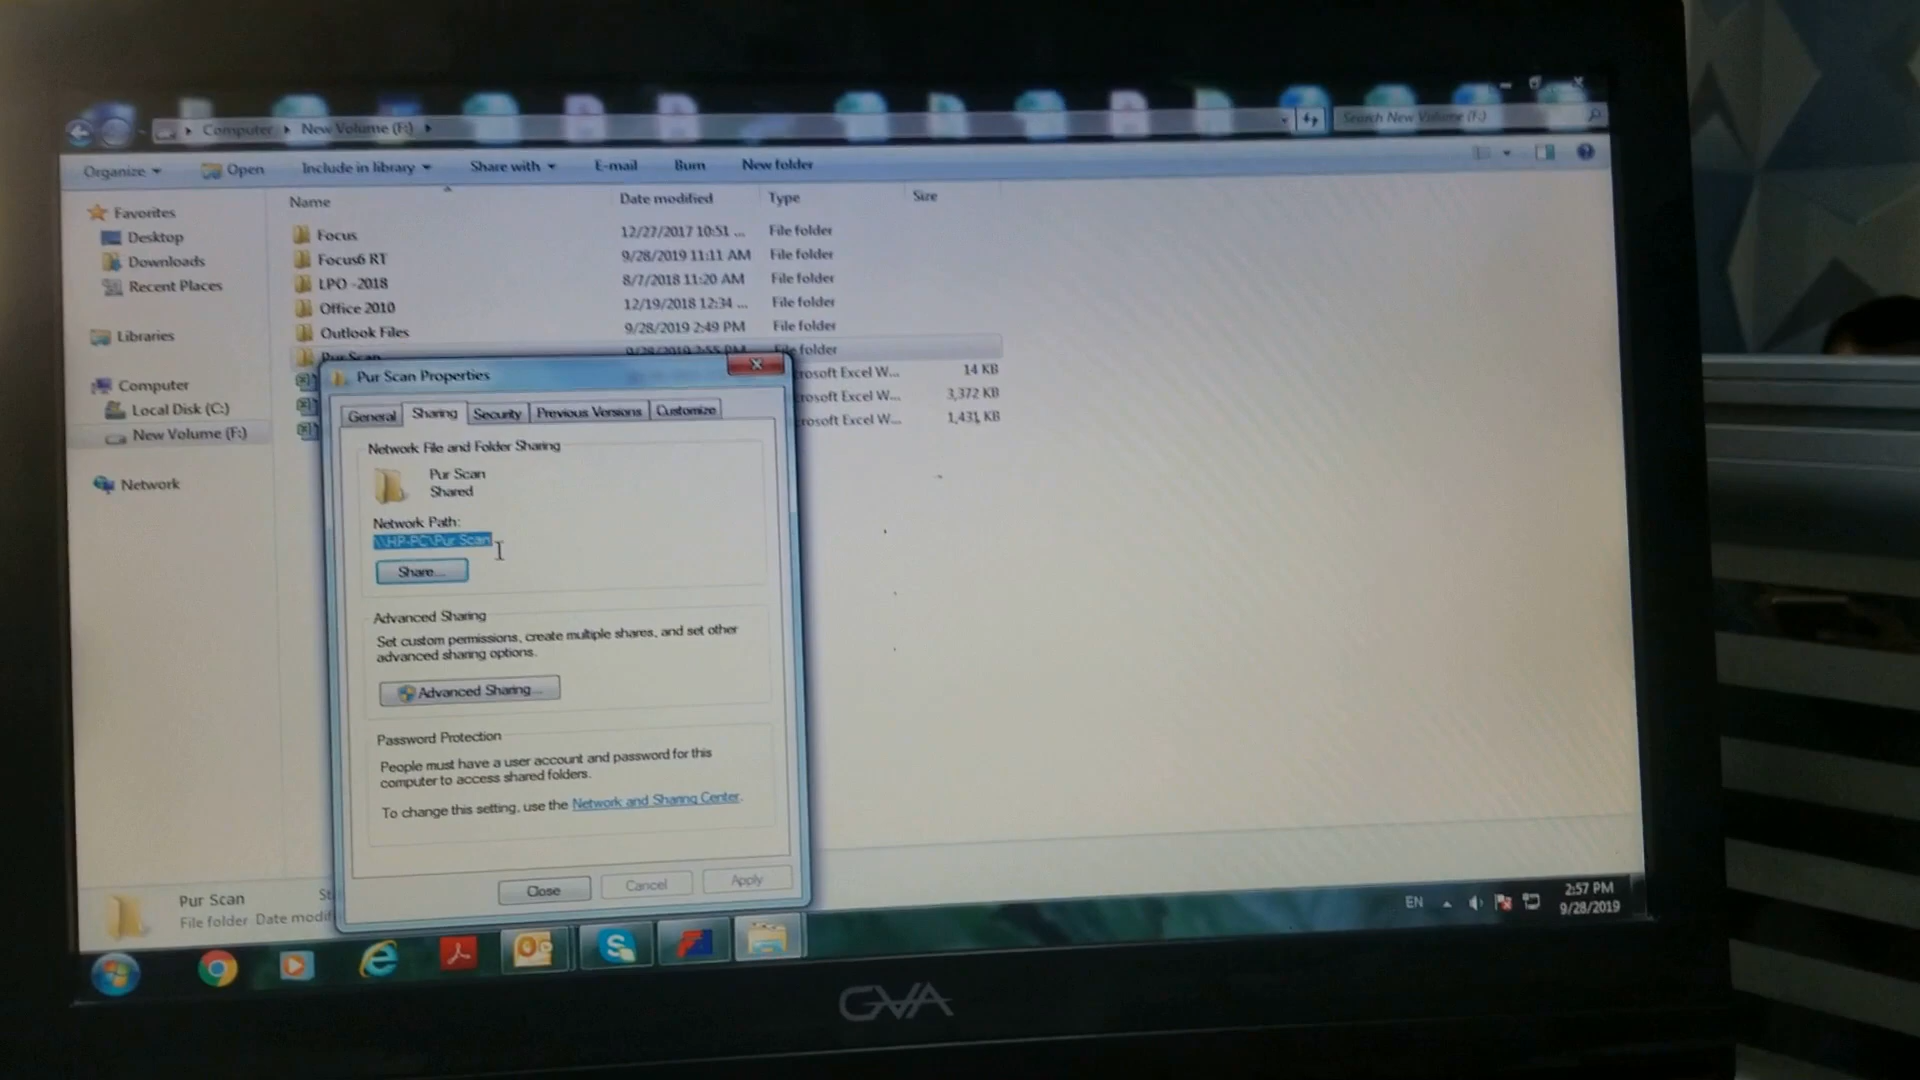 Computer ▸ New Volume (F:) ▸
Search New Volume (F:)
Organize Open Include in library Share with E-mail Burn New folder
Name Date modified Type Size
Favorites
Desktop
Downloads
Recent Places
Libraries
Computer
Local Disk (C:)
New Volume (F:)
Network
Focus 12/27/2017 10:51 ... File folder
Focus6 RT 9/28/2019 11:11 AM File folder
LPO -2018 8/7/2018 11:20 AM File folder
Office 2010 12/19/2018 12:34 ... File folder
Outlook Files 9/28/2019 2:49 PM File folder
Pur Scan 9/28/2019 2:55 PM File folder
rosoft Excel W... 14 KB
rosoft Excel W... 3,372 KB
crosoft Excel W... 1,431 KB
Pur Scan Properties
General Sharing Security Previous Versions Customize
Network File and Folder Sharing
Pur Scan
Shared
Network Path:
\\HP-PC\Pur Scan
Share...
Advanced Sharing
Set custom permissions, create multiple shares, and set other
advanced sharing options.
Advanced Sharing...
Password Protection
People must have a user account and password for this
computer to access shared folders.
To change this setting, use the Network and Sharing Center.
Close Cancel Apply
Pur Scan
File folder Date modif
EN
2:57 PM
9/28/2019
GVA